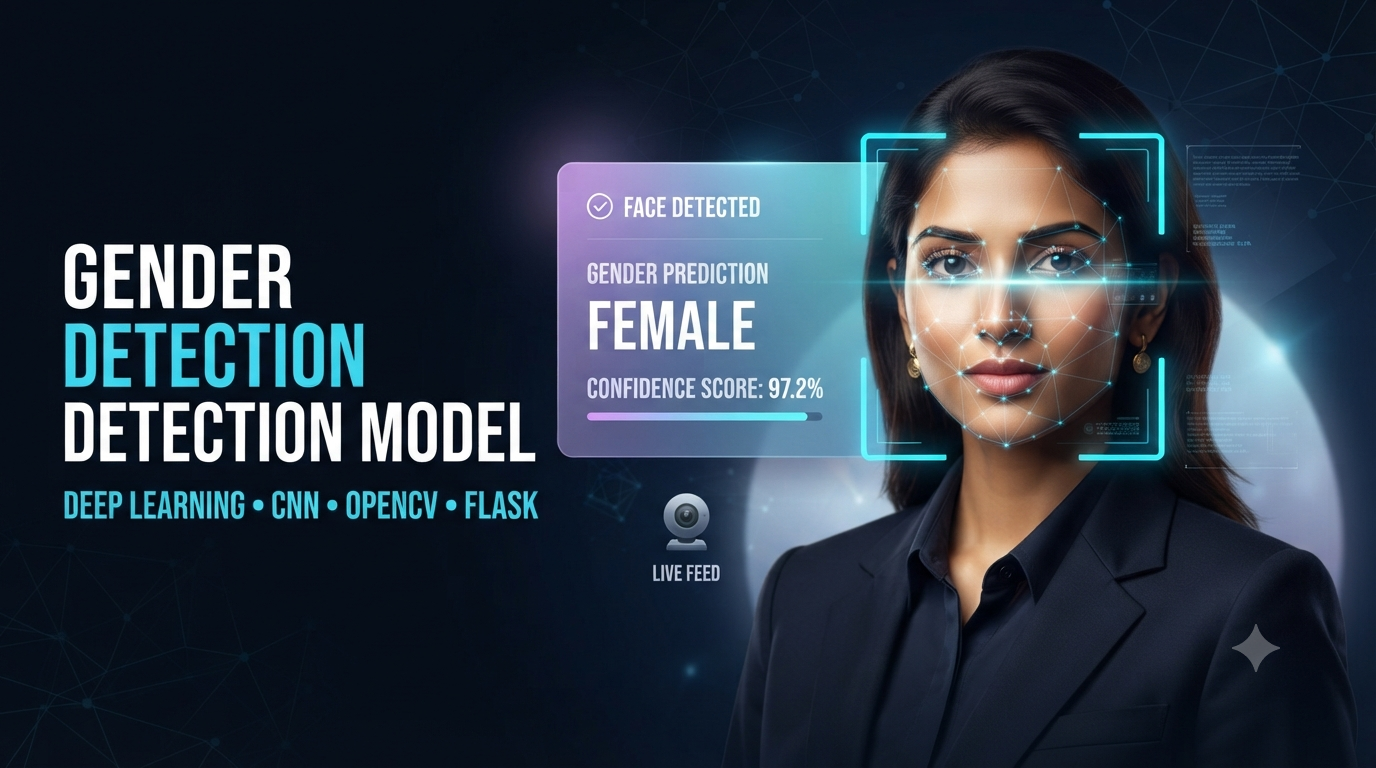 GENDER
DETECTION
DETECTION MODEL
DEEP LEARNING • CNN • OPENCV • FLASK
FACE DETECTED
GENDER PREDICTION
FEMALE
CONFIDENCE SCORE: 97.2%
LIVE FEED